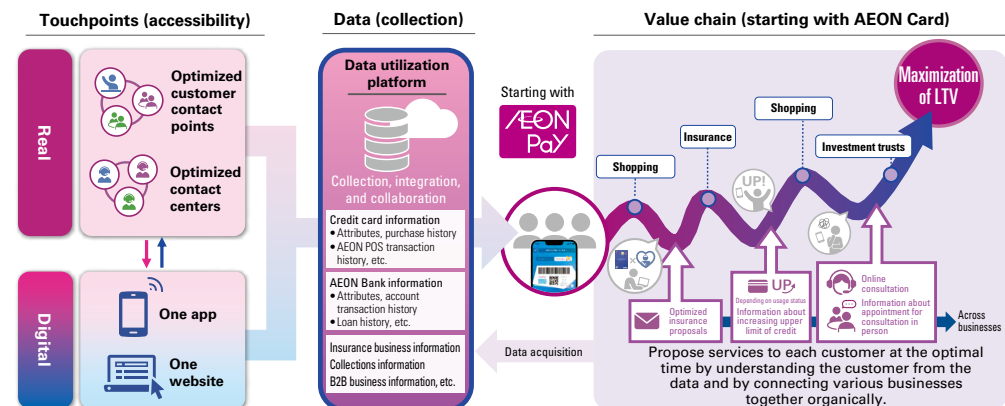 Touchpoints (accessibility)
Real
Optimized
customer
contact
points
Optimized
contact
centers
Digital
One app
One
website
Data (collection)
Data utilization
platform
Collection, integration,
and collaboration
Credit card information
• Attributes, purchase history
• AEON POS transaction
history, etc.
AEON Bank information
• Attributes, account
transaction history
• Loan history, etc.
Insurance business information
Collections information
B2B business information, etc.
Starting with
AEON
Pay
Data acquisition
Value chain (starting with AEON Card)
Maximization
of LTV
Shopping
Insurance
Shopping
Investment trusts
UP!
Optimized
insurance
proposals
UP
Depending on usage status
Information about
increasing upper
limit of credit
Online
consultation
Information about
appointment for
consultation in
person
Across
businesses
Propose services to each customer at the optimal
time by understanding the customer from the
data and by connecting various businesses
together organically.